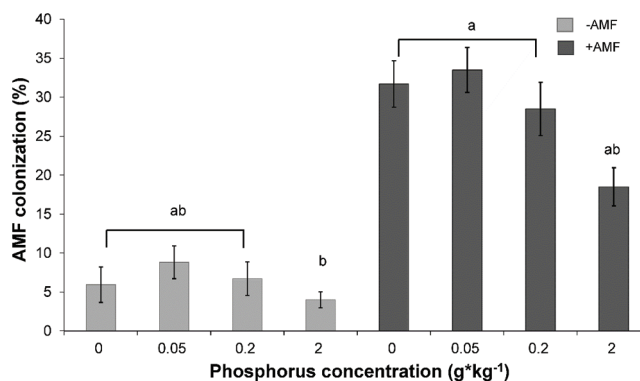 -AMF
+AMF
AMF colonization (%)
40
35
30
25
20
15
10
5
0
a
ab
ab
b
0 0.05 0.2 2 0 0.05 0.2 2
Phosphorus concentration (g*kg⁻¹)